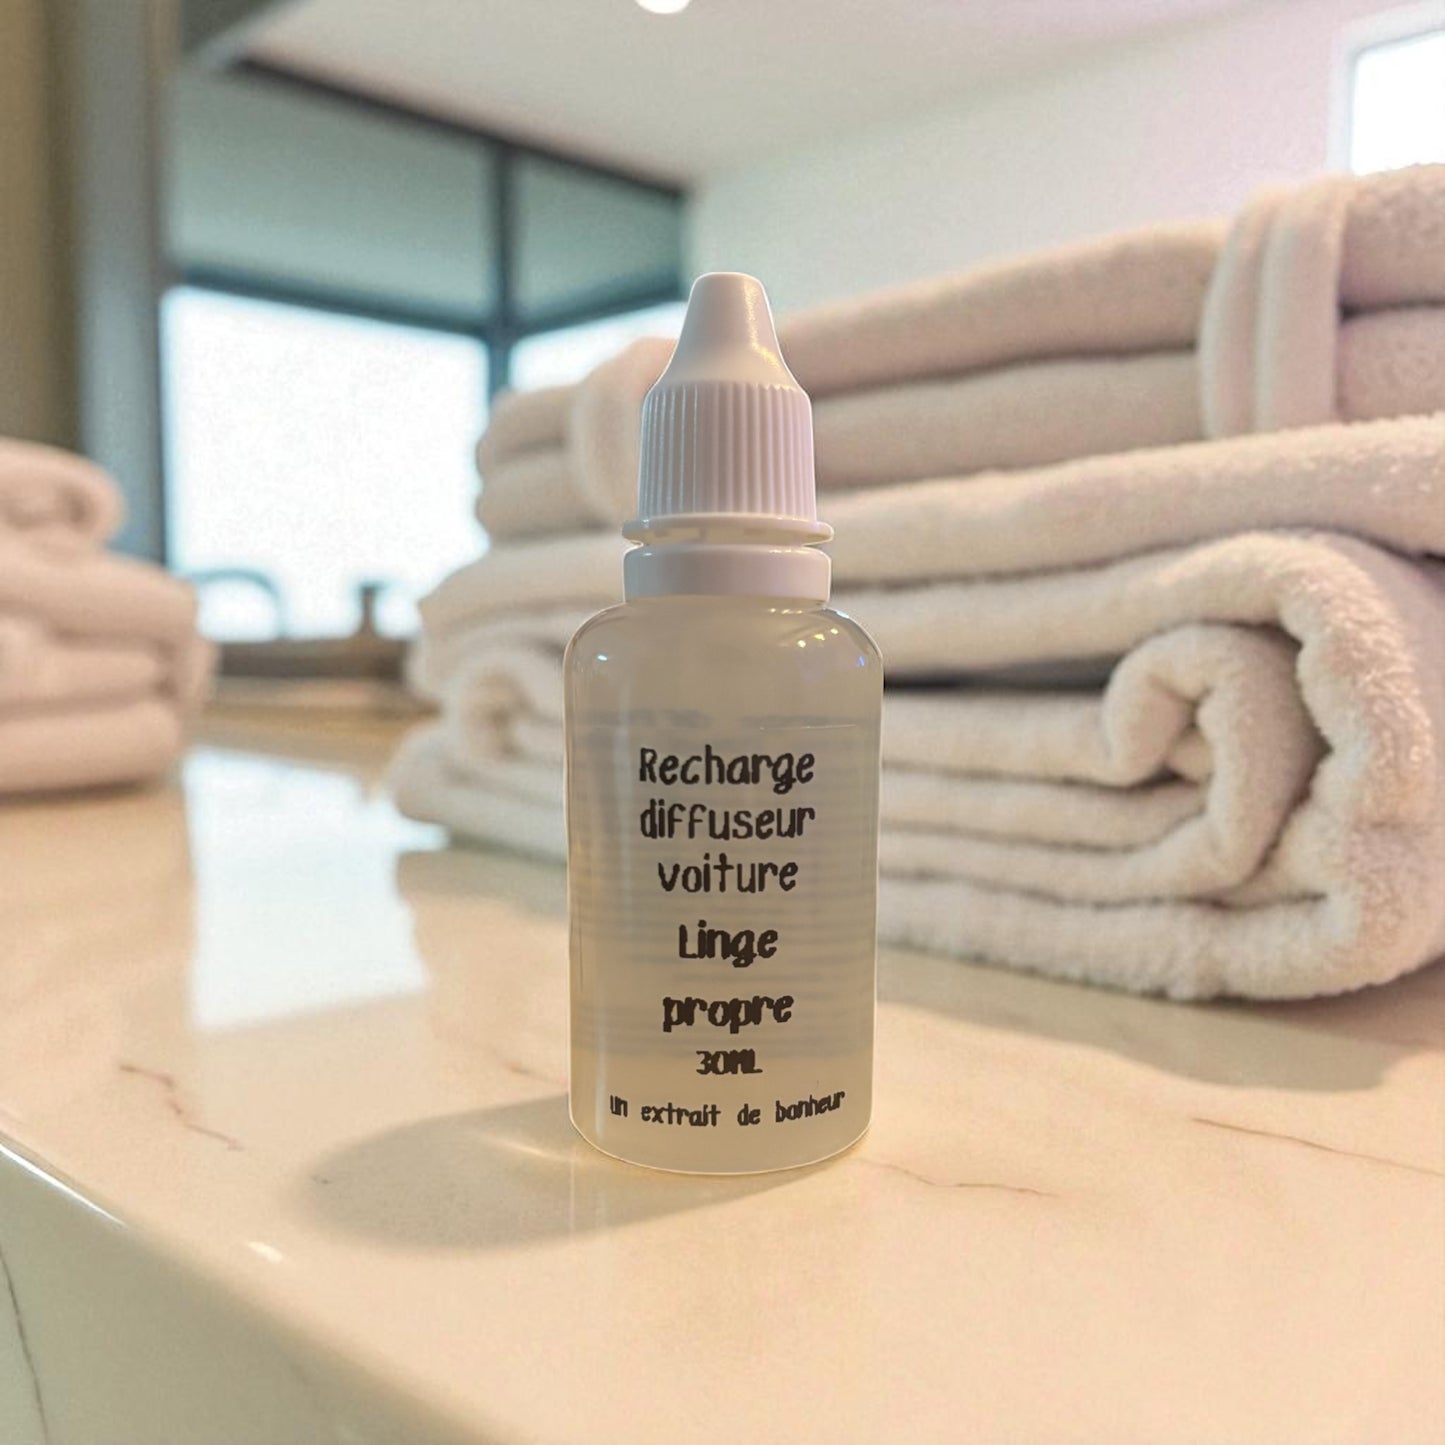 Recharge
diffuseur
voiture
Linge
propre
30ML
un extrait de bonheur